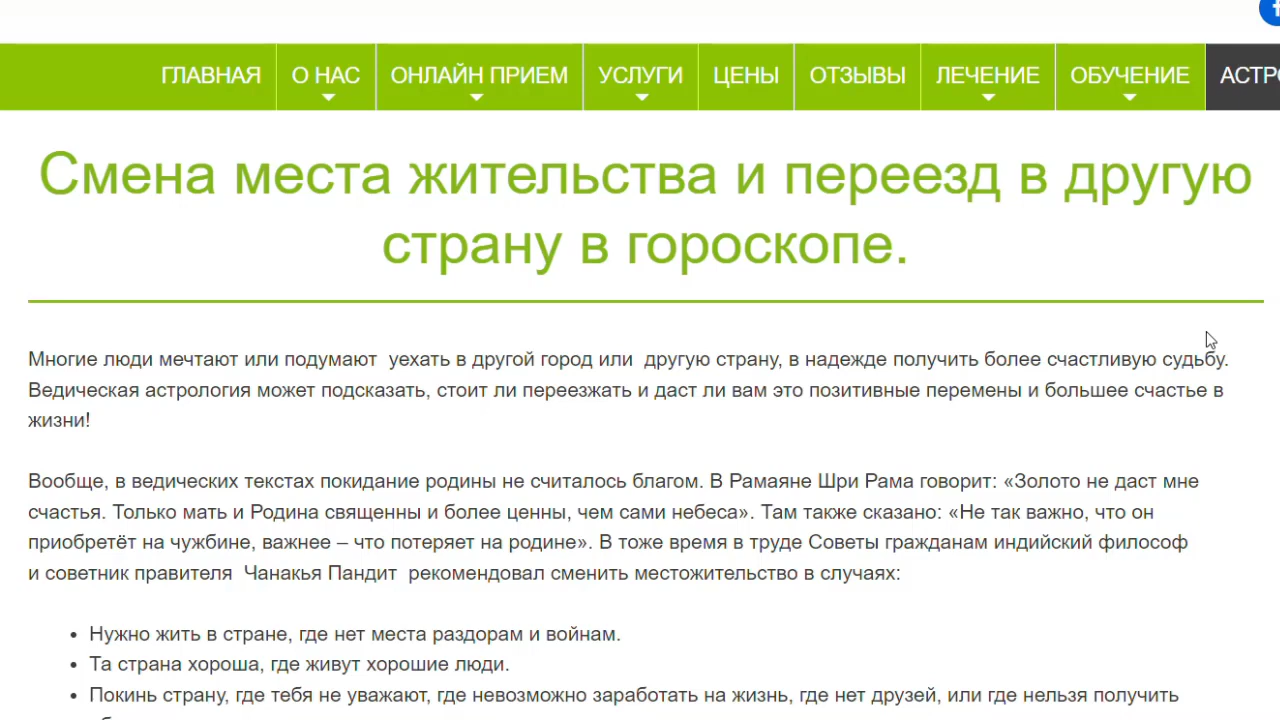 ГЛАВНАЯ О НАС ОНЛАЙН ПРИЕМ УСЛУГИ ЦЕНЫ ОТЗЫВЫ ЛЕЧЕНИЕ ОБУЧЕНИЕ
Смена места жительства и переезд в другую
страну в гороскопе.
Многие люди мечтают или подумают  уехать в другой город или  другую страну, в надежде получить более счастливую судьбу.
Ведическая астрология может подсказать, стоит ли переезжать и даст ли вам это позитивные перемены и большее счастье в
жизни!
Вообще, в ведических текстах покидание родины не считалось благом. В Рамаяне Шри Рама говорит: «Золото не даст мне
счастья. Только мать и Родина священны и более ценны, чем сами небеса». Там также сказано: «Не так важно, что он
приобретёт на чужбине, важнее – что потеряет на родине». В тоже время в труде Советы гражданам индийский философ
и советник правителя  Чанакья Пандит  рекомендовал сменить местожительство в случаях:
• Нужно жить в стране, где нет места раздорам и войнам.
• Та страна хороша, где живут хорошие люди.
• Покинь страну, где тебя не уважают, где невозможно заработать на жизнь, где нет друзей, или где нельзя получить